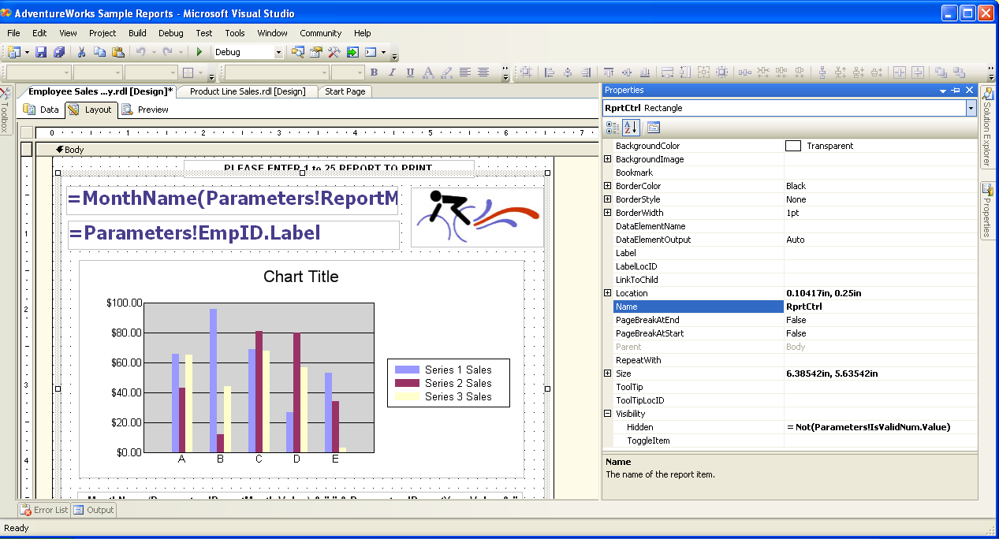 AdventureWorks Sample Reports - Microsoft Visual Studio
File Edit View Project Build Debug Test Tools Window Community Help
Debug
B I U A
Employee Sales ...y.rdl [Design]* Product Line Sales.rdl [Design] Start Page
Data Layout Preview
Toolbox
0 1 2 3 4 5 6 7
Body
PLEASE ENTER 1 to 25 REPORT TO PRINT
=MonthName(Parameters!ReportM
=Parameters!EmpID.Label
1
2
3
4
Chart Title
$100.00
$80.00
$60.00
$40.00
$20.00
$0.00
A B C D E
Series 1 Sales
Series 2 Sales
Series 3 Sales
Properties
RprtCtrl Rectangle
BackgroundColor Transparent
BackgroundImage
Bookmark
BorderColor Black
BorderStyle None
BorderWidth 1pt
DataElementName
DataElementOutput Auto
Label
LabelLocID
LinkToChild
Location 0.10417in, 0.25in
Name RprtCtrl
PageBreakAtEnd False
PageBreakAtStart False
Parent Body
RepeatWith
Size 6.38542in, 5.63542in
ToolTip
ToolTipLocID
Visibility
Hidden = Not(Parameters!IsValidNum.Value)
ToggleItem
Name
The name of the report item.
Solution Explorer
Properties
Error List Output
Ready